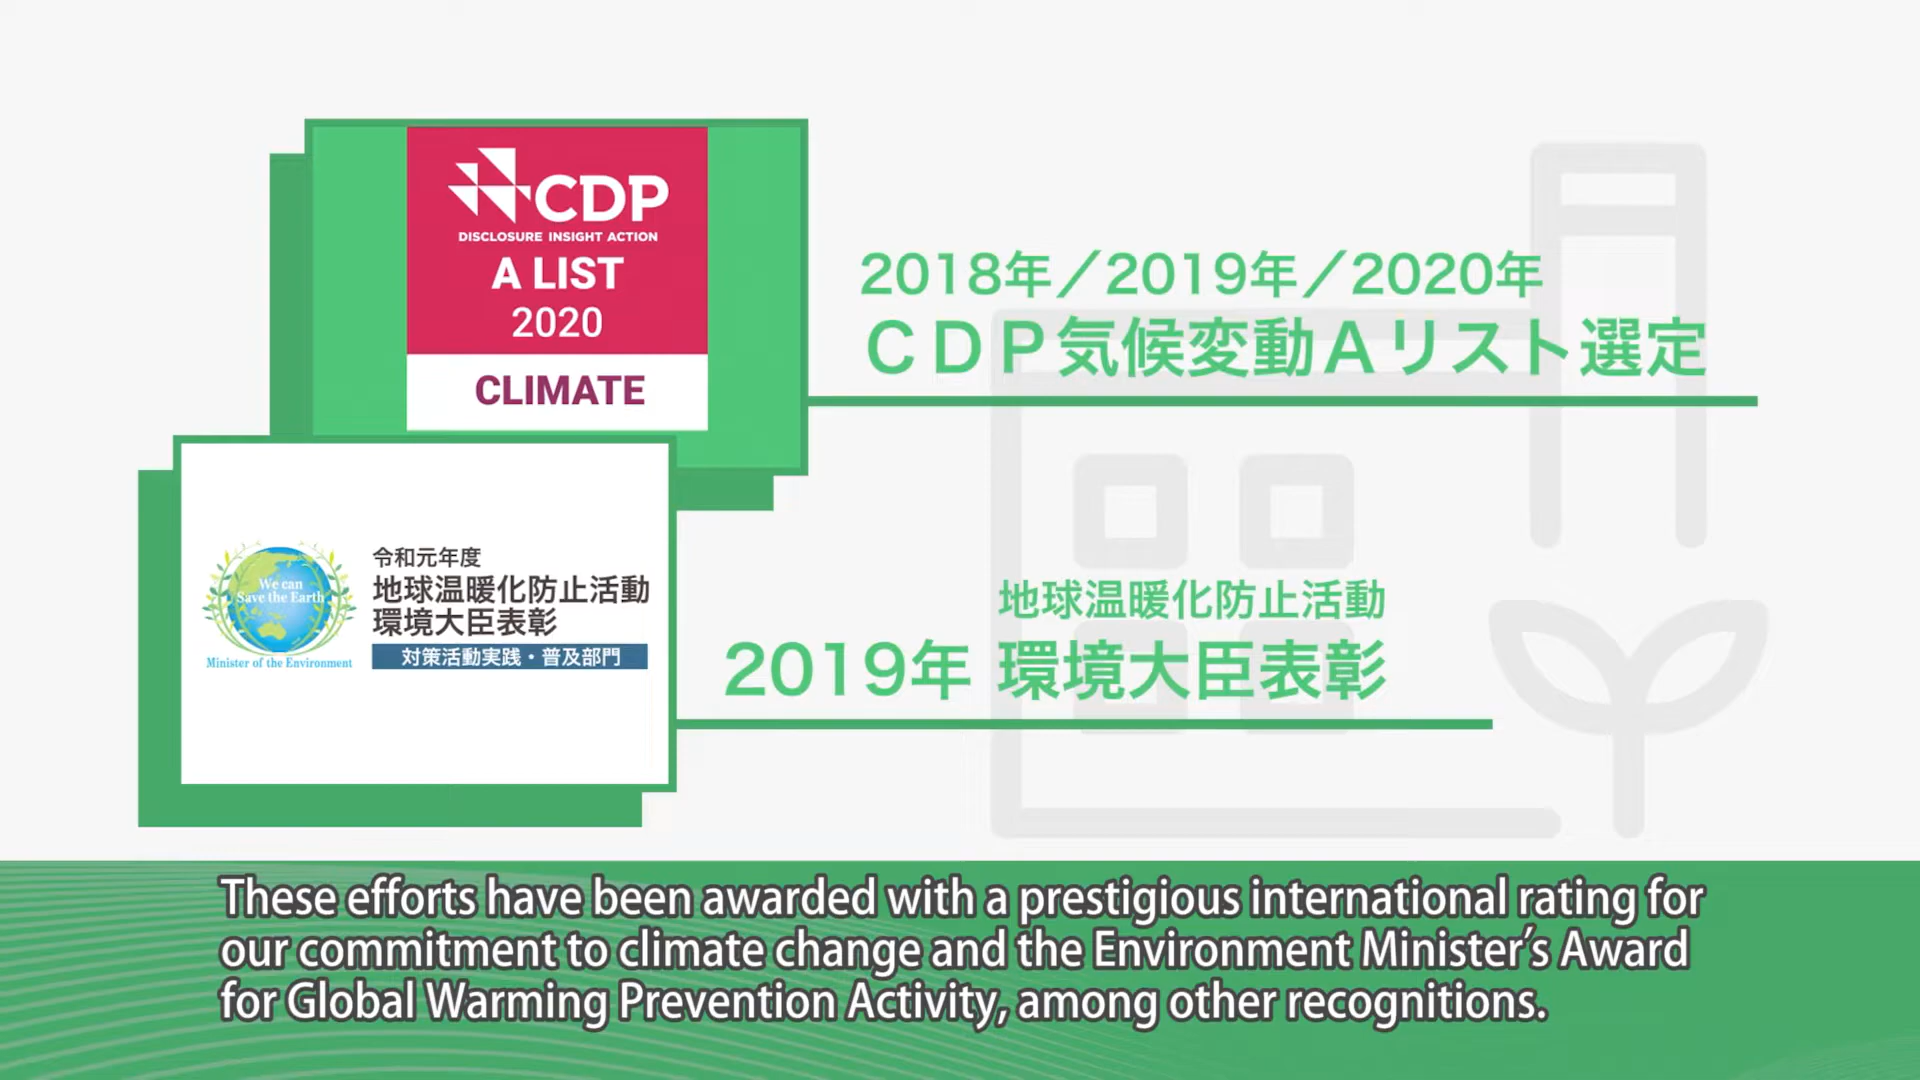 CDP
DISCLOSURE INSIGHT ACTION
A LIST
2020
CLIMATE
2018年／2019年／2020年
ＣＤＰ気候変動Ａリスト選定
We can
Save the Earth
Minister of the Environment
令和元年度
地球温暖化防止活動
環境大臣表彰
対策活動実践・普及部門
地球温暖化防止活動
2019年 環境大臣表彰
These efforts have been awarded with a prestigious international rating for
our commitment to climate change and the Environment Minister's Award
for Global Warming Prevention Activity, among other recognitions.